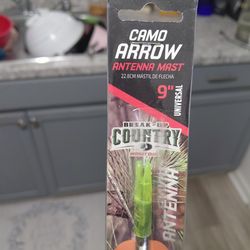 CAMO
ARROW
ANTENNA MAST
22.8CM MÁSTIL DE FLECHA
9"
UNIVERSAL
BREAK-UP
COUNTRY
ANTENNA